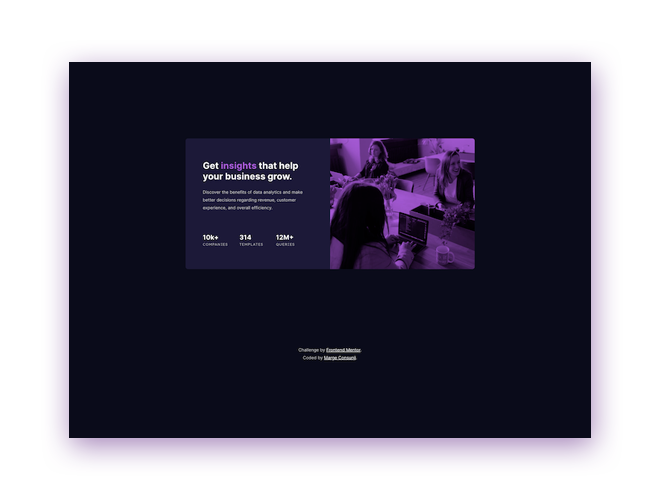 Get insights that help
your business grow.
Discover the benefits of data analytics and make
better decisions regarding revenue, customer
experience, and overall efficiency.
10k+ 314 12M+
COMPANIES TEMPLATES QUERIES
Challenge by Frontend Mentor.
Coded by Marge Consunji.